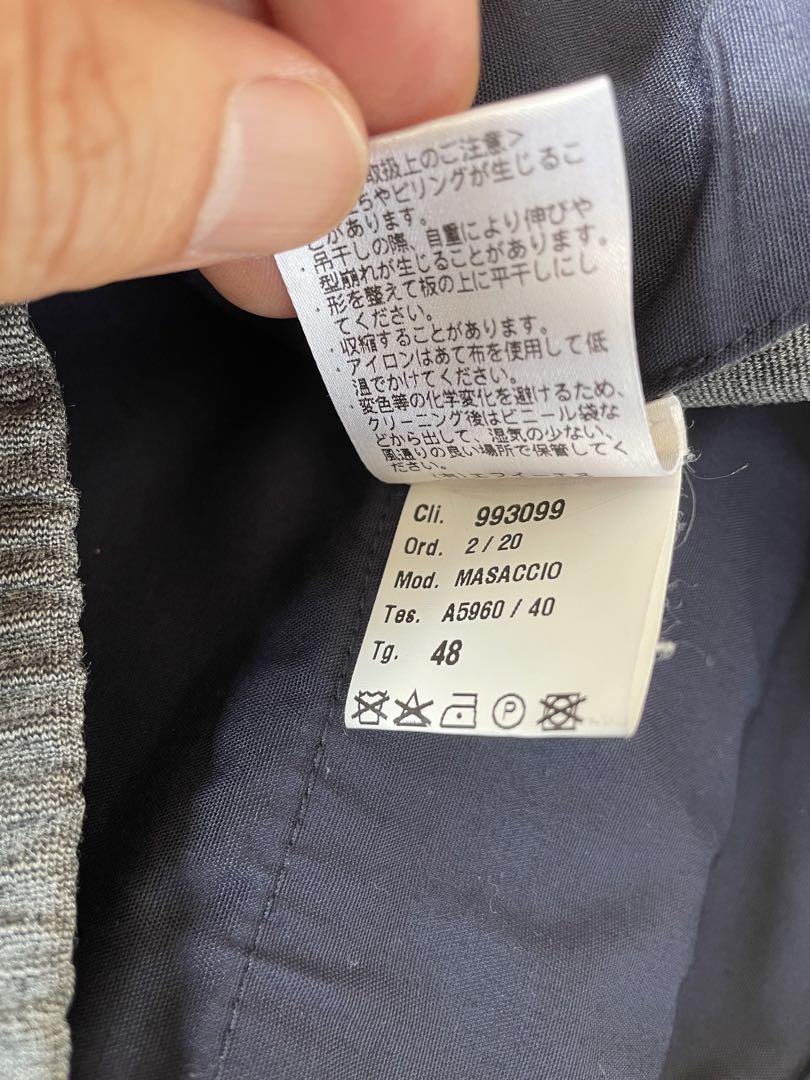 取扱上のご注意>
ちやピリングが生じるこ
とがあります。
・吊干しの際、自重により伸びや
型崩れが生じることがあります。
・形を整えて板の上に平干しにし
てください。
・収縮することがあります。
・アイロンはあて布を使用して低
温でかけてください。
・変色等の化学変化を避けるため、
クリーニング後はビニール袋な
どから出して、湿気の少ない、
風通りの良い場所で保管してく
ださい。
Cli. 993099
Ord. 2 / 20
Mod. MASACCIO
Tes. A5960 / 40
Tg. 48
P